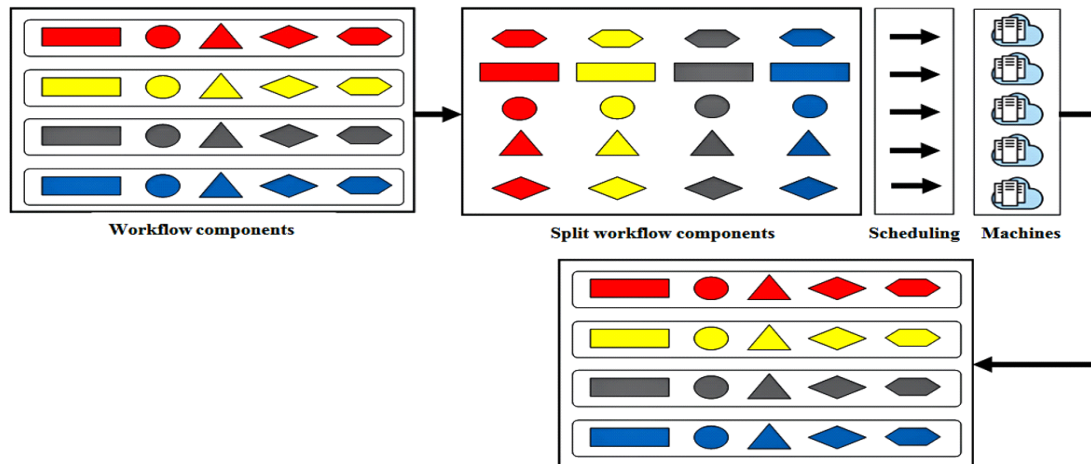 Workflow components
Split workflow components
Scheduling
Machines